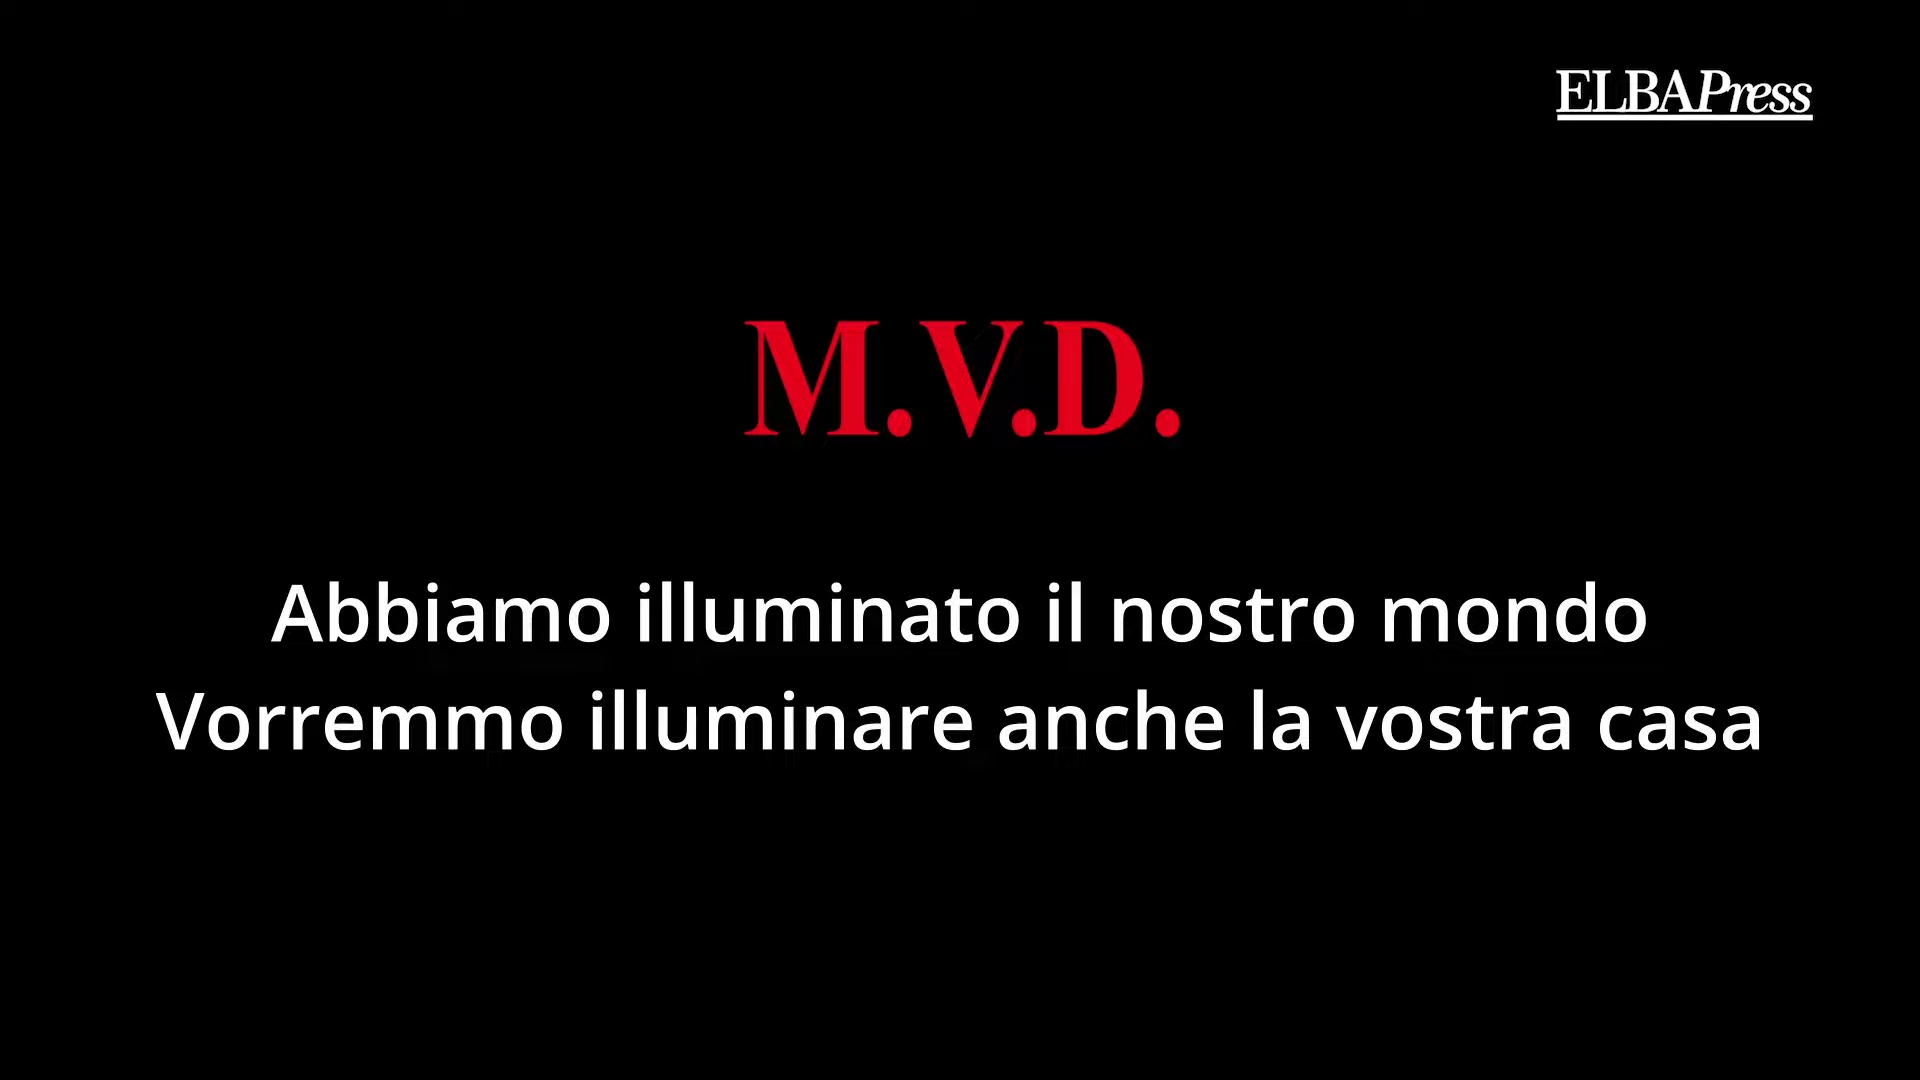 ELBAPress
M.V.D.
Abbiamo illuminato il nostro mondo
Vorremmo illuminare anche la vostra casa